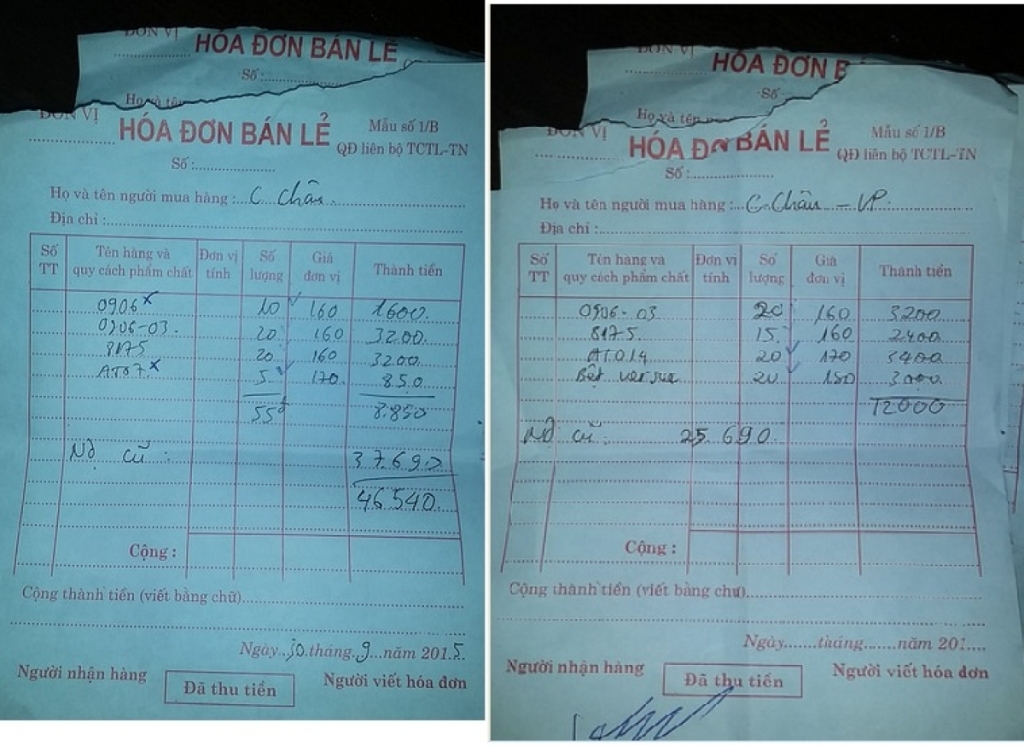 ĐƠN VỊ
HÓA ĐƠN BÁN LẺ
Số:
Họ và tên
ĐƠN VỊ
HÓA ĐƠN BÁN LẺ
Mẫu số 1/B
QĐ liên bộ TCTL-TN
Số:
Họ và tên người mua hàng: C Châu
Địa chỉ:
Số TT Tên hàng và quy cách phẩm chất Đơn vị tính Số lượng Giá đơn vị Thành tiền
0906 x 10 160 1600
0906-03 20 160 3200
8175 20 160 3200
AT07 x 5 170 850
55 8.850
Nợ cũ: 37.690
46.540
Cộng:
Cộng thành tiền (viết bằng chữ)
Ngày 30 tháng 9 năm 2015
Người nhận hàng
Đã thu tiền
Người viết hóa đơn
ĐƠN VỊ
HÓA ĐƠN B
Số
Họ và tên
ĐƠN VỊ
HÓA ĐƠN BÁN LẺ
Mẫu số 1/B
QĐ liên bộ TCTL-TN
Số:
Họ và tên người mua hàng: C. Châu - VP
Địa chỉ:
Số TT Tên hàng và quy cách phẩm chất Đơn vị tính Số lượng Giá đơn vị Thành tiền
0906-03 20 160 3200
8175 15 160 2400
AT014 20 170 3400
Bệt versua 20 150 3000
12000
Nợ cũ: 25.690
Cộng:
Cộng thành tiền (viết bằng chữ)
Ngày tháng năm 201
Người nhận hàng
Đã thu tiền
Người viết hóa đơn